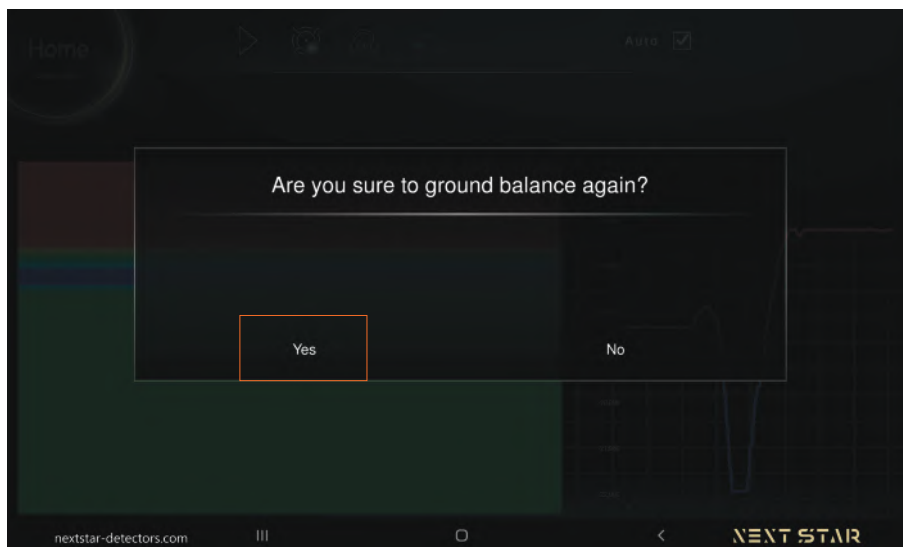 Home
Auto
Are you sure to ground balance again?
Yes
No
nextstar-detectors.com
NEXT STAR